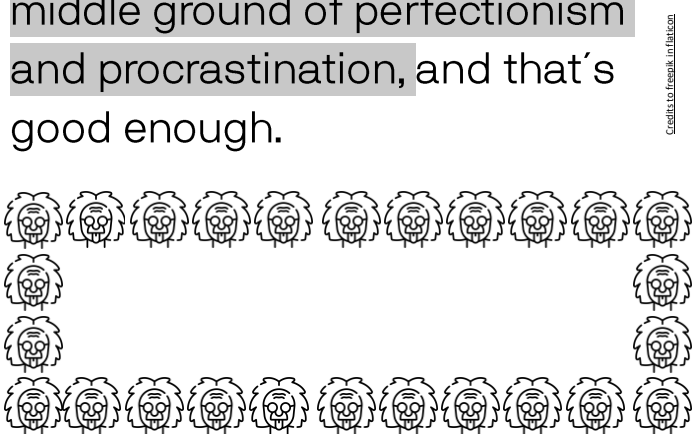 middle ground of perfectionism
and procrastination, and that´s
good enough.
Credits to freepik in flaticon